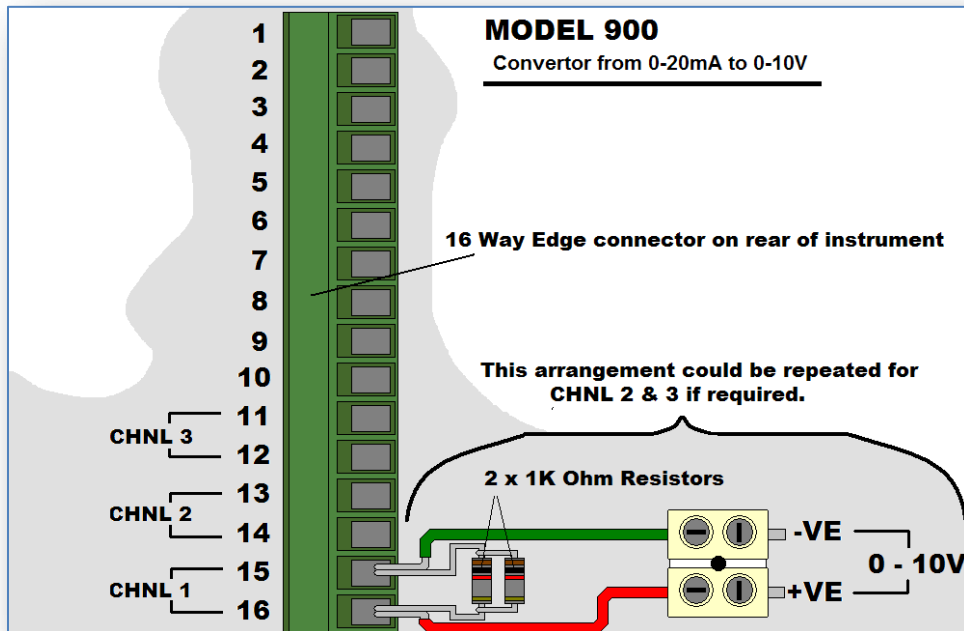 MODEL 900
Convertor from 0-20mA to 0-10V
1
2
3
4
5
6
7
16 Way Edge connector on rear of instrument
8
9
10
This arrangement could be repeated for
CHNL 2 & 3 if required.
CHNL 3
11
12
2 x 1K Ohm Resistors
CHNL 2
13
14
CHNL 1
15
16
-VE
+VE
0 - 10V